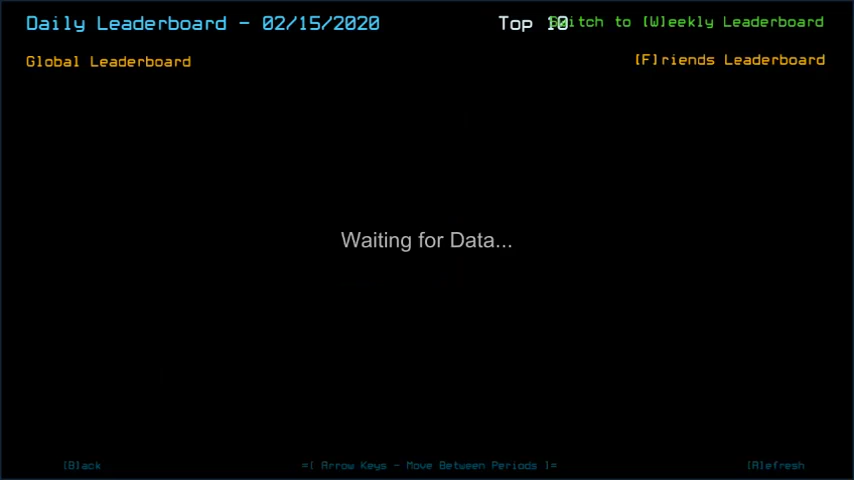 Daily Leaderboard - 02/15/2020
Top 10
Switch to [W]eekly Leaderboard
Global Leaderboard
[F]riends Leaderboard
Waiting for Data...
[B]ack
=[ Arrow Keys - Move Between Periods ]=